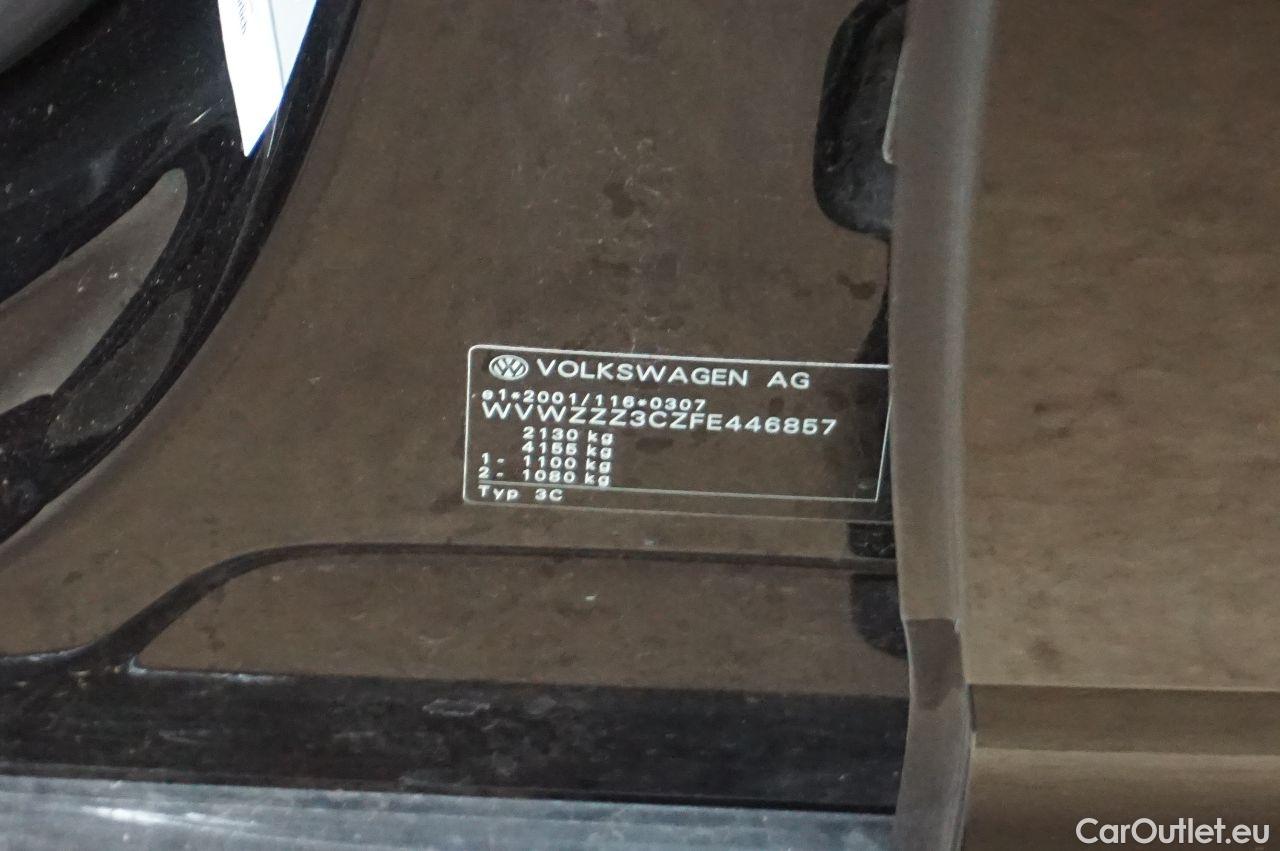 VOLKSWAGEN AG
e1*2001/116*0307
WVWZZZ3CZFE446857
2130 kg
4155 kg
1 - 1100 kg
2 - 1080 kg
Typ 3C
CarOutlet.eu